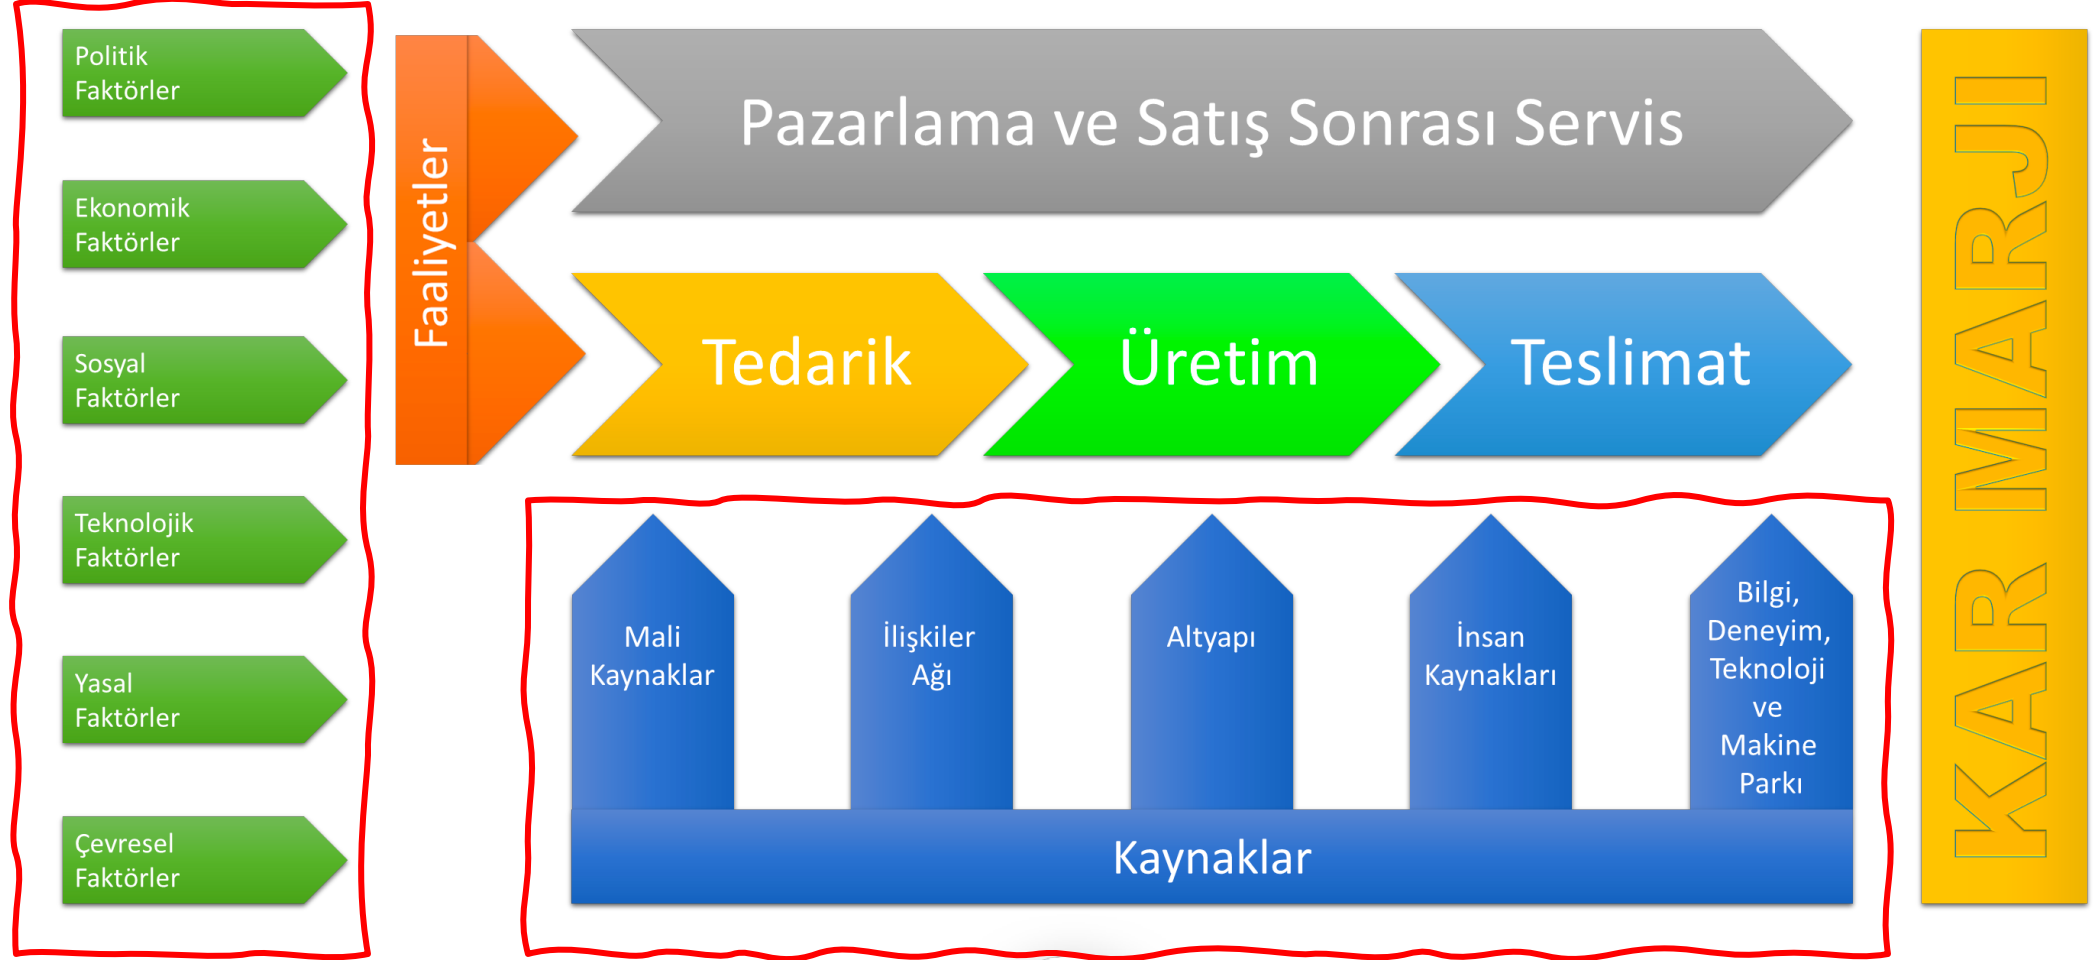 Politik
Faktörler
Ekonomik
Faktörler
Sosyal
Faktörler
Teknolojik
Faktörler
Yasal
Faktörler
Çevresel
Faktörler
Faaliyetler
Pazarlama ve Satış Sonrası Servis
Tedarik
Üretim
Teslimat
Mali
Kaynaklar
İlişkiler
Ağı
Altyapı
İnsan
Kaynakları
Bilgi,
Deneyim,
Teknoloji
ve
Makine
Parkı
Kaynaklar
KAR MARJI